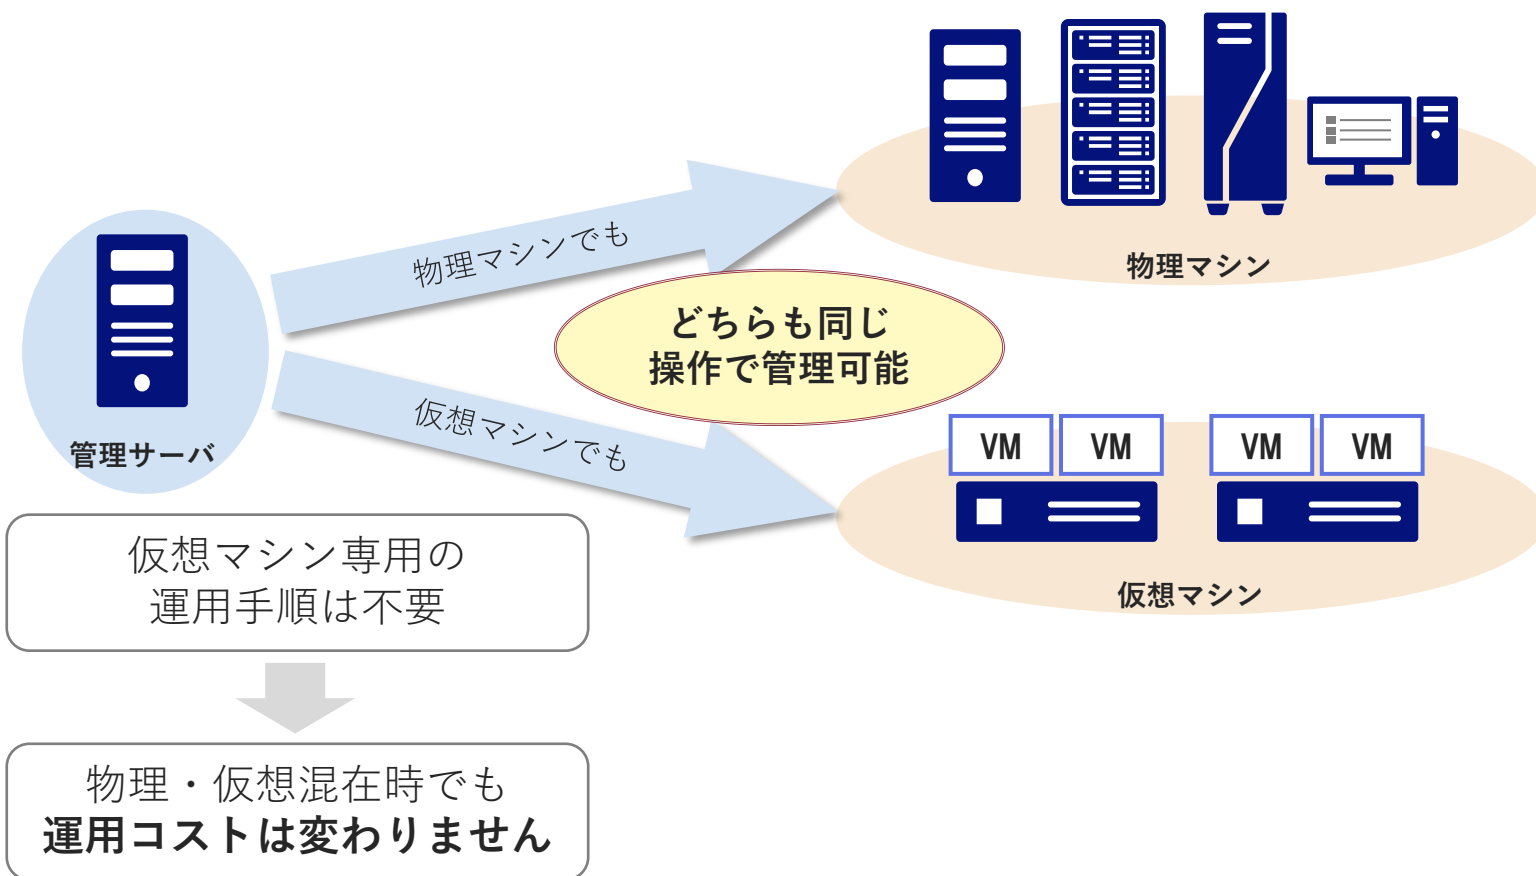 物理マシンでも
物理マシン
どちらも同じ
操作で管理可能
管理サーバ
仮想マシンでも
VM VM VM VM
仮想マシン
仮想マシン専用の
運用手順は不要
物理・仮想混在時でも
運用コストは変わりません